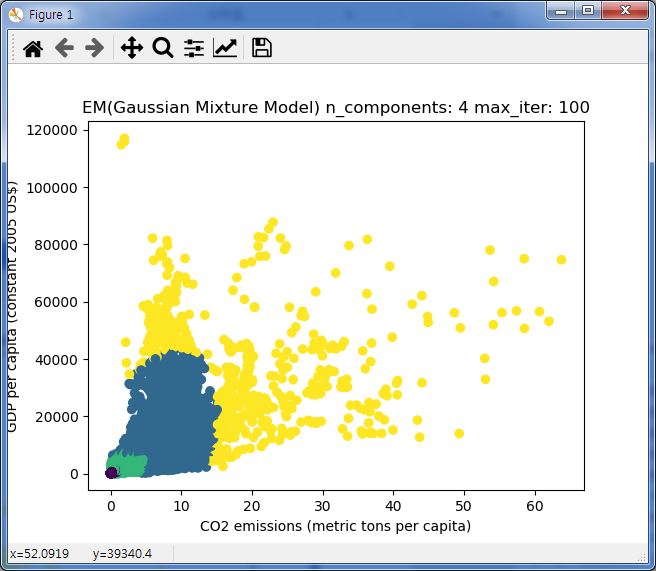 Figure 1
EM(Gaussian Mixture Model) n_components: 4 max_iter: 100
GDP per capita (constant 2005 US$)
120000
100000
80000
60000
40000
20000
0
0 10 20 30 40 50 60
CO2 emissions (metric tons per capita)
x=52.0919 y=39340.4